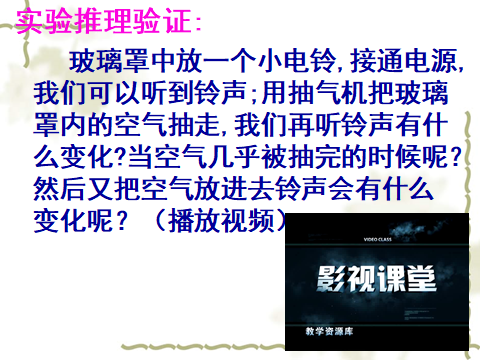 实验推理验证:
玻璃罩中放一个小电铃,接通电源,
我们可以听到铃声;用抽气机把玻璃
罩内的空气抽走,我们再听铃声有什
么变化?当空气几乎被抽完的时候呢？
然后又把空气放进去铃声会有什么
变化呢？（播放视频）
VIDEO CLASS
影视课堂
教学资源库